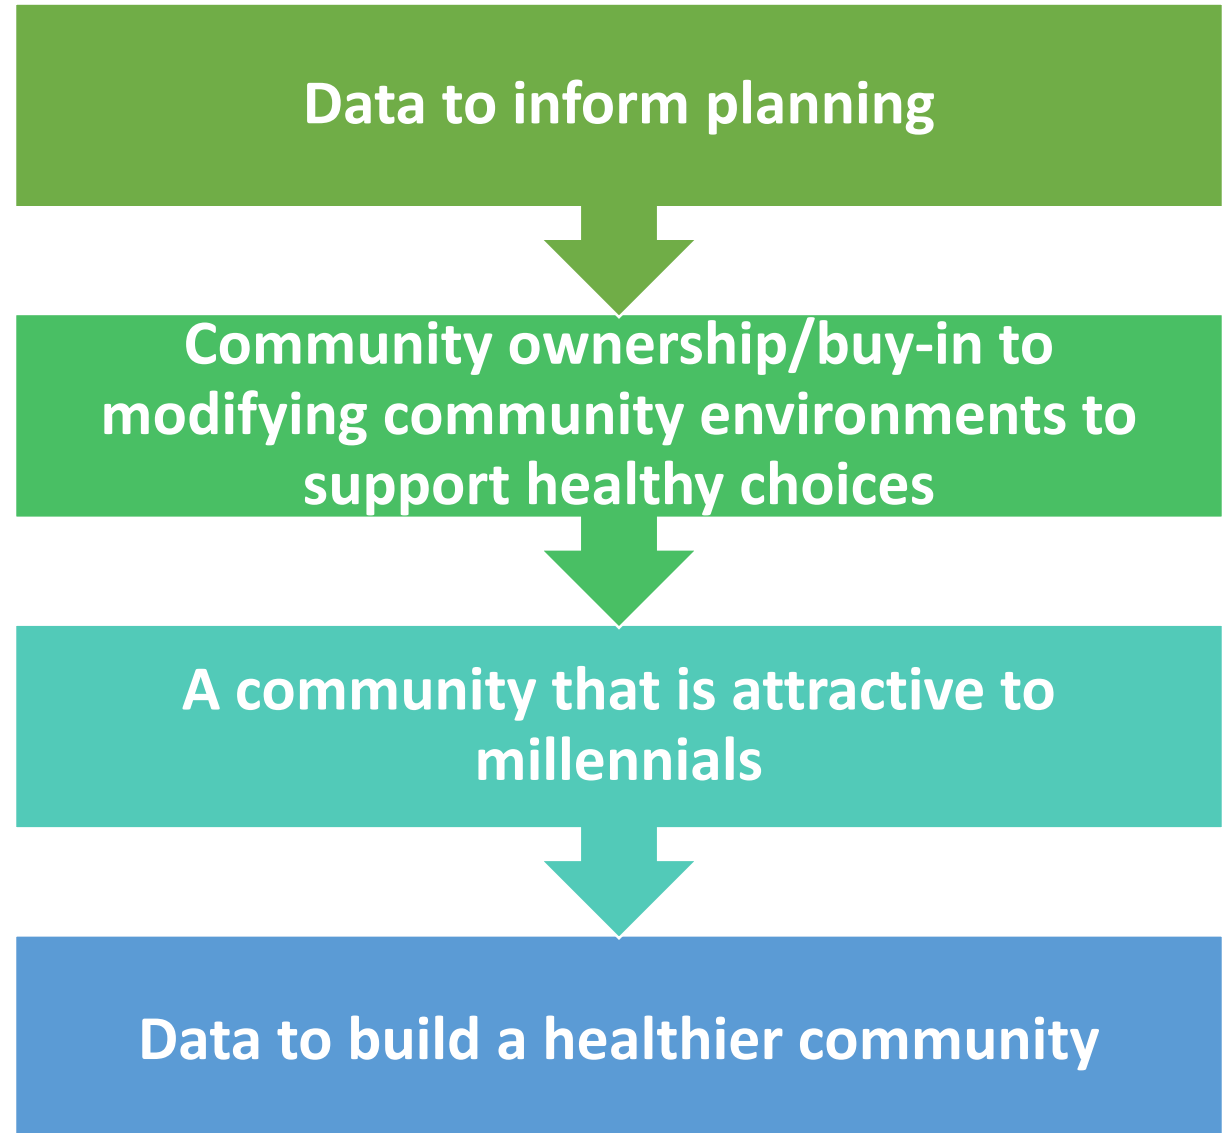 Data to inform planning
Community ownership/buy-in to
modifying community environments to
support healthy choices
A community that is attractive to
millennials
Data to build a healthier community